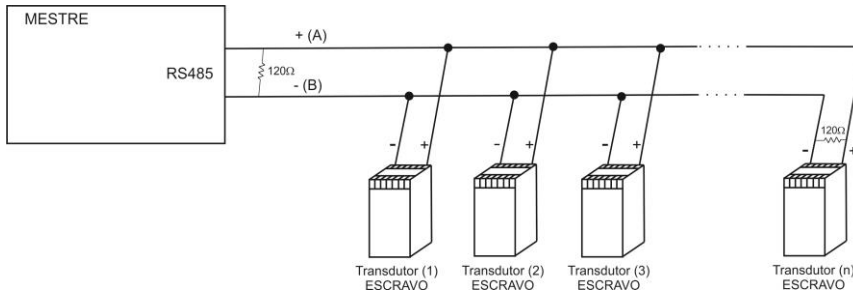 MESTRE
+ (A)
RS485
120Ω
- (B)
120Ω
- +
- +
- +
- +
Transdutor (1)
ESCRAVO
Transdutor (2)
ESCRAVO
Transdutor (3)
ESCRAVO
Transdutor (n)
ESCRAVO